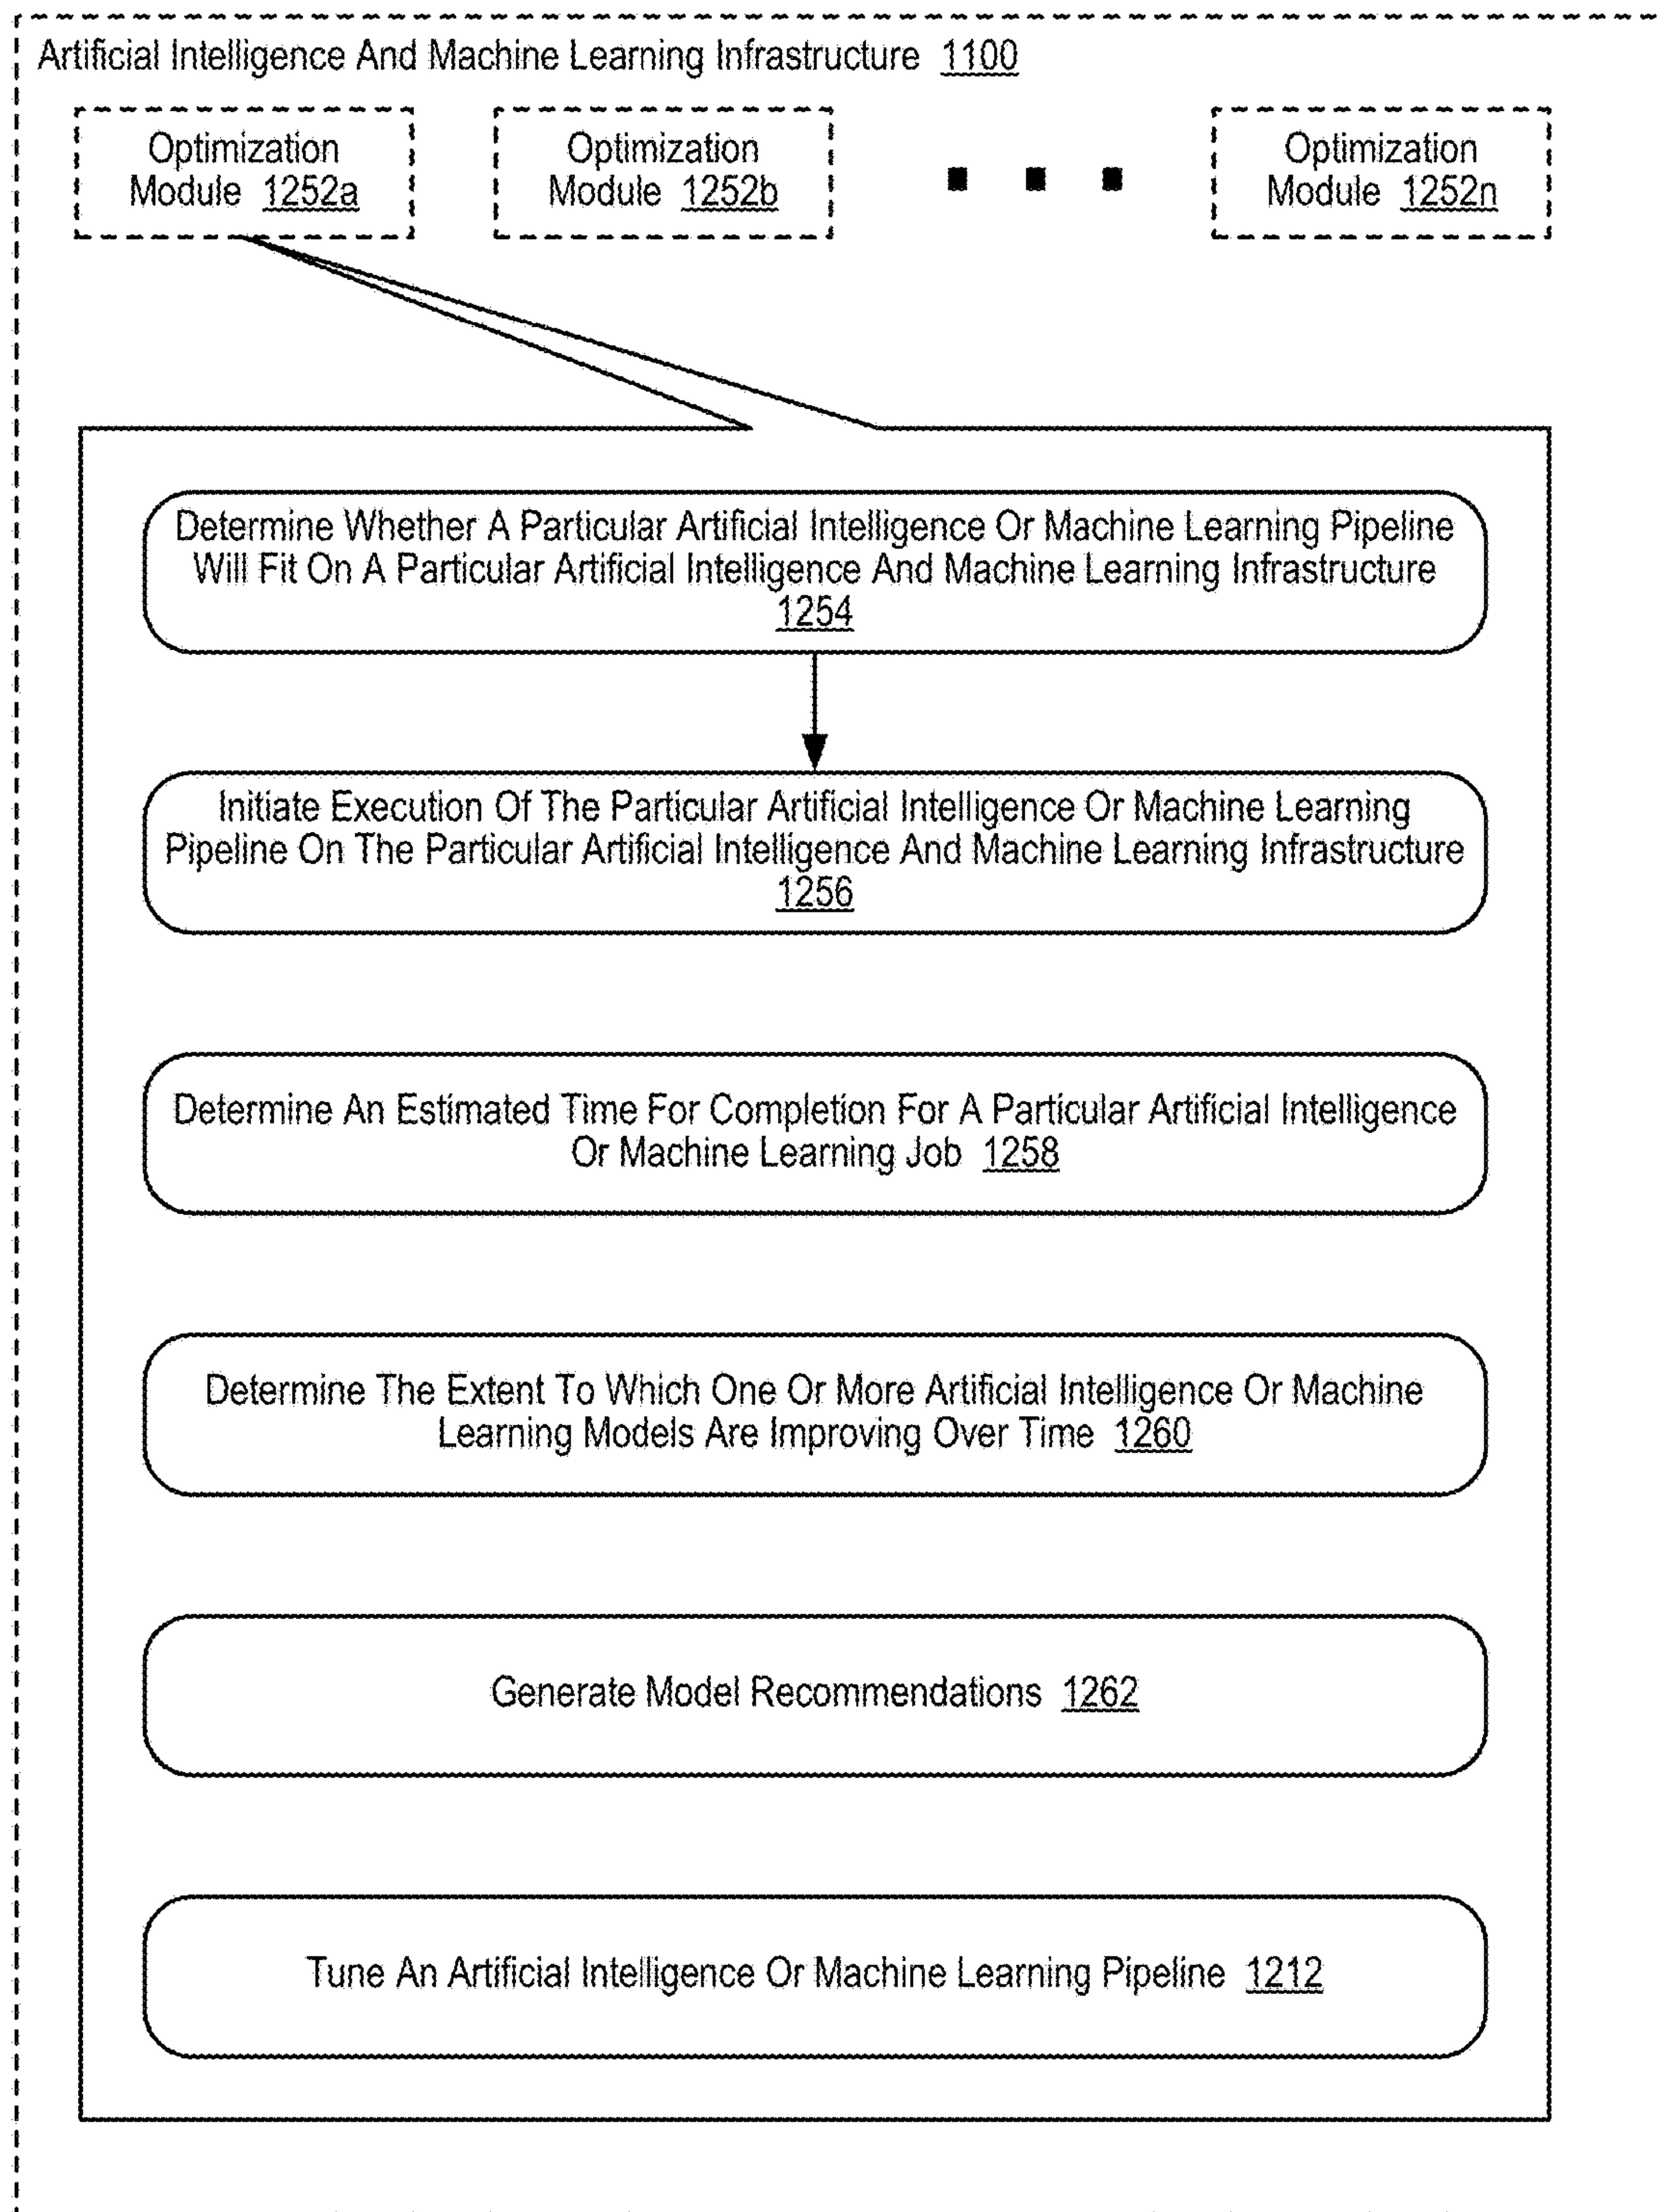 Artificial Intelligence And Machine Learning Infrastructure 1100
Optimization
Module 1252a
Optimization
Module 1252b
Optimization
Module 1252n
Determine Whether A Particular Artificial Intelligence Or Machine Learning Pipeline
Will Fit On A Particular Artificial Intelligence And Machine Learning Infrastructure
1254
Initiate Execution Of The Particular Artificial Intelligence Or Machine Learning
Pipeline On The Particular Artificial Intelligence And Machine Learning Infrastructure
1256
Determine An Estimated Time For Completion For A Particular Artificial Intelligence
Or Machine Learning Job 1258
Determine The Extent To Which One Or More Artificial Intelligence Or Machine
Learning Models Are Improving Over Time 1260
Generate Model Recommendations 1262
Tune An Artificial Intelligence Or Machine Learning Pipeline 1212